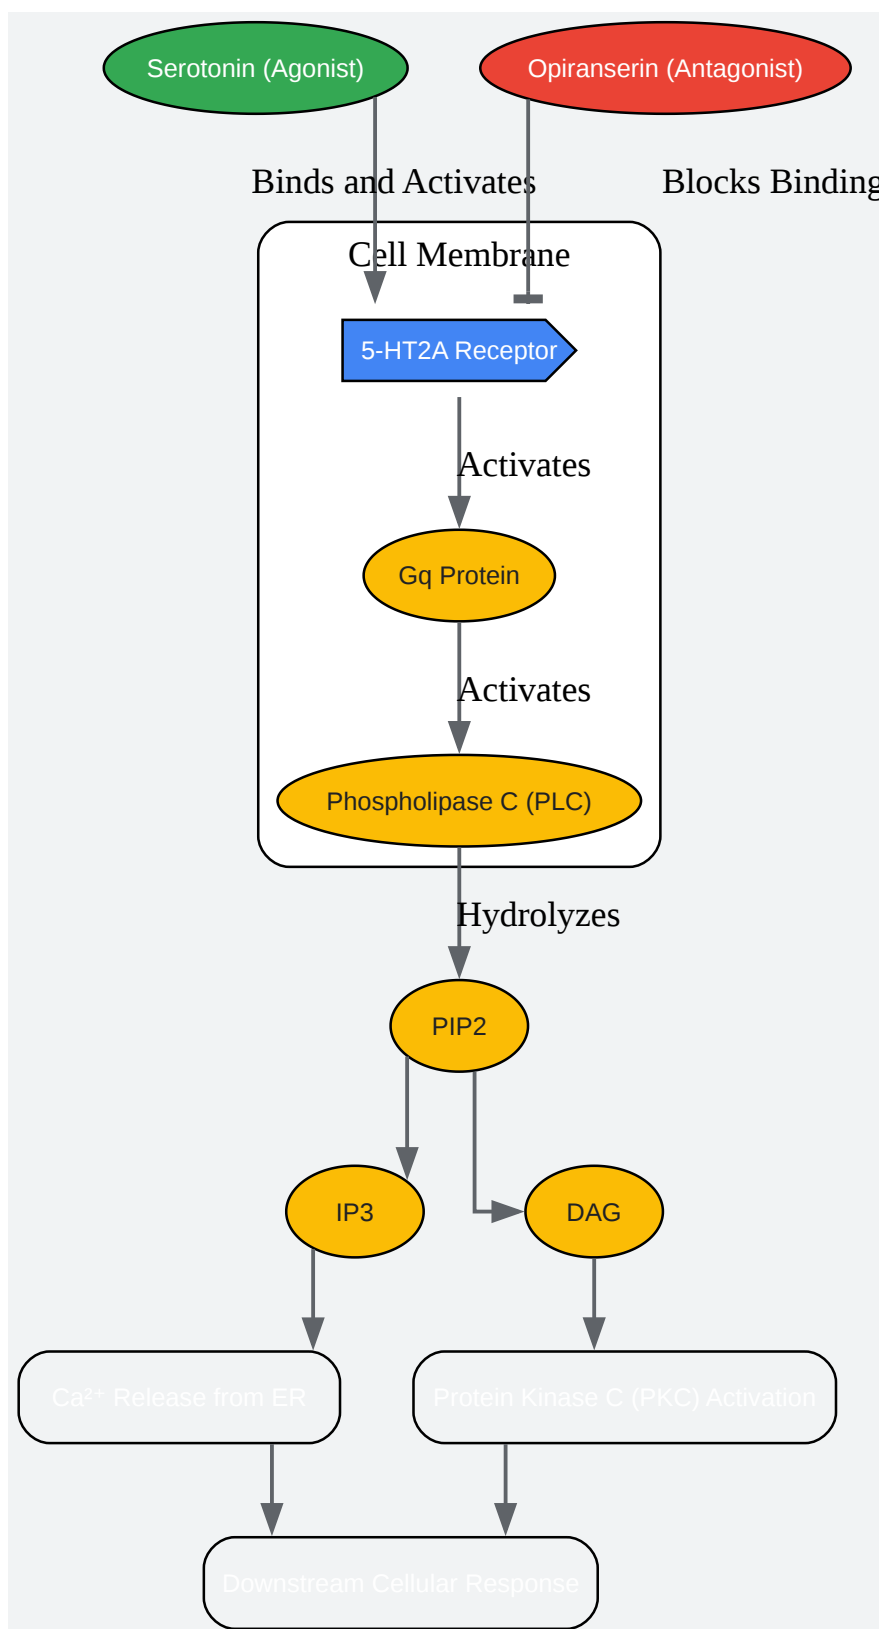 Serotonin (Agonist)
Opiranserin (Antagonist)
Binds and Activates
Blocks Binding
Cell Membrane
5-HT2A Receptor
Activates
Gq Protein
Activates
Phospholipase C (PLC)
Hydrolyzes
PIP2
IP3
DAG
Ca²⁺ Release from ER
Protein Kinase C (PKC) Activation
Downstream Cellular Response